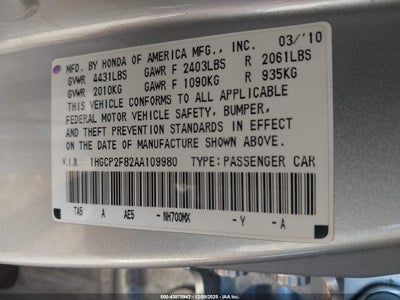 MFD. BY HONDA OF AMERICA MFG., INC. 03/'10
GVWR 4431LBS GAWR F 2403LBS R 2061LBS
GVWR 2010KG GAWR F 1090KG R 935KG
THIS VEHICLE CONFORMS TO ALL APPLICABLE
FEDERAL MOTOR VEHICLE SAFETY, BUMPER,
AND THEFT PREVENTION STANDARDS IN EFFECT
ON THE DATE OF MANUFACTURE SHOWN ABOVE.
V.I.N.: 1HGCP2F82AA109980 TYPE: PASSENGER CAR
TA5 A AE5 - NH700MX - Y - A
000-43870943 - 12/08/2025 - IAA Inc.